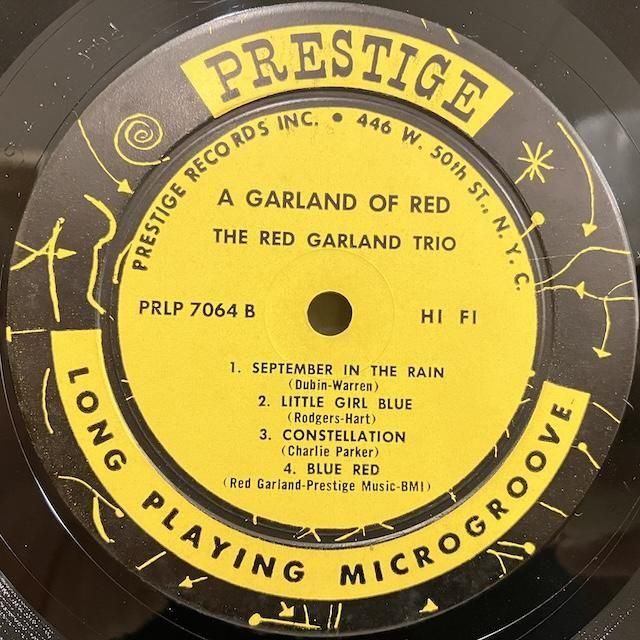 PRESTIGE
PRESTIGE RECORDS INC. • 446 W. 50th ST., N. Y. C.
A GARLAND OF RED
THE RED GARLAND TRIO
PRLP 7064 B
HI FI
1. SEPTEMBER IN THE RAIN
(Dubin-Warren)
2. LITTLE GIRL BLUE
(Rodgers-Hart)
3. CONSTELLATION
(Charlie Parker)
4. BLUE RED
(Red Garland-Prestige Music-BMI)
LONG PLAYING MICROGROOVE